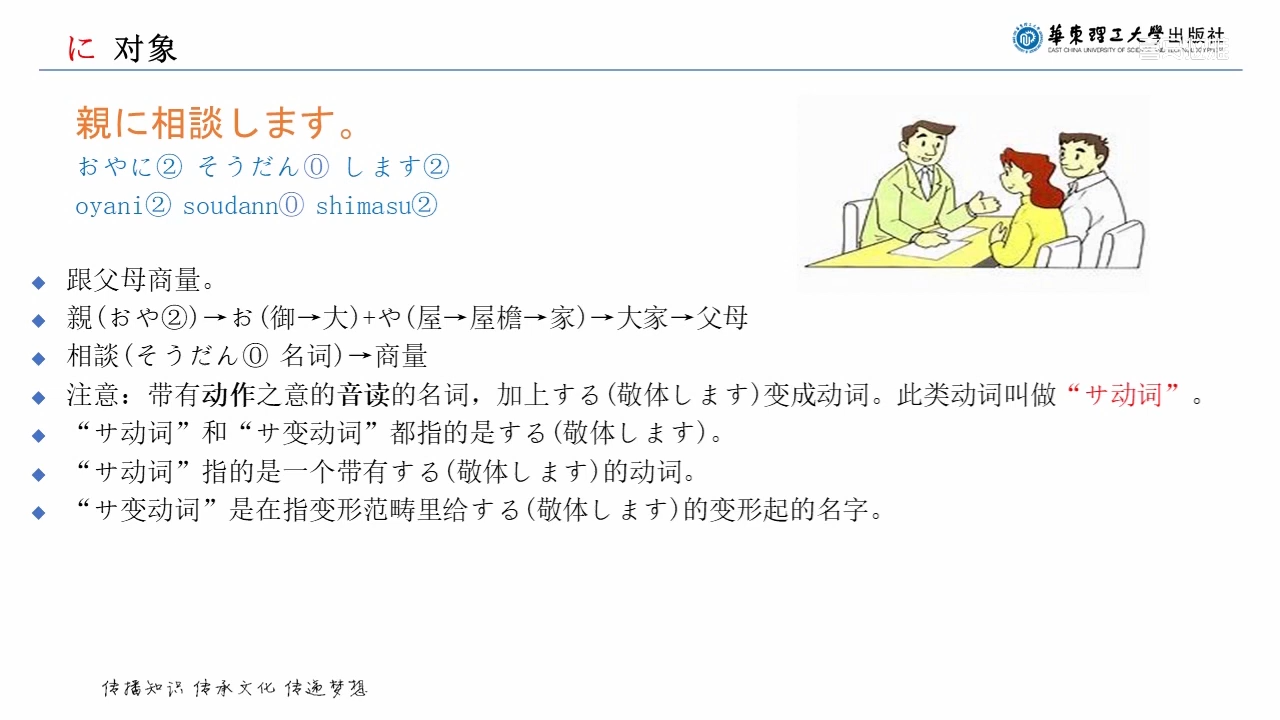 に 对象
華東理工大學出版社
親に相談します。
おやに② そうだん⓪ します②
oyani② soudann⓪ shimasu②
跟父母商量。
親(おや②)→お(御→大)+や(屋→屋檐→家)→大家→父母
相談(そうだん⓪ 名词)→商量
注意：带有动作之意的音读的名词，加上する(敬体します)变成动词。此类动词叫做“サ动词”。
“サ动词”和“サ变动词”都指的是する(敬体します)。
“サ动词”指的是一个带有する(敬体します)的动词。
“サ变动词”是在指变形范畴里给する(敬体します)的变形起的名字。
传播知识 传承文化 传递梦想